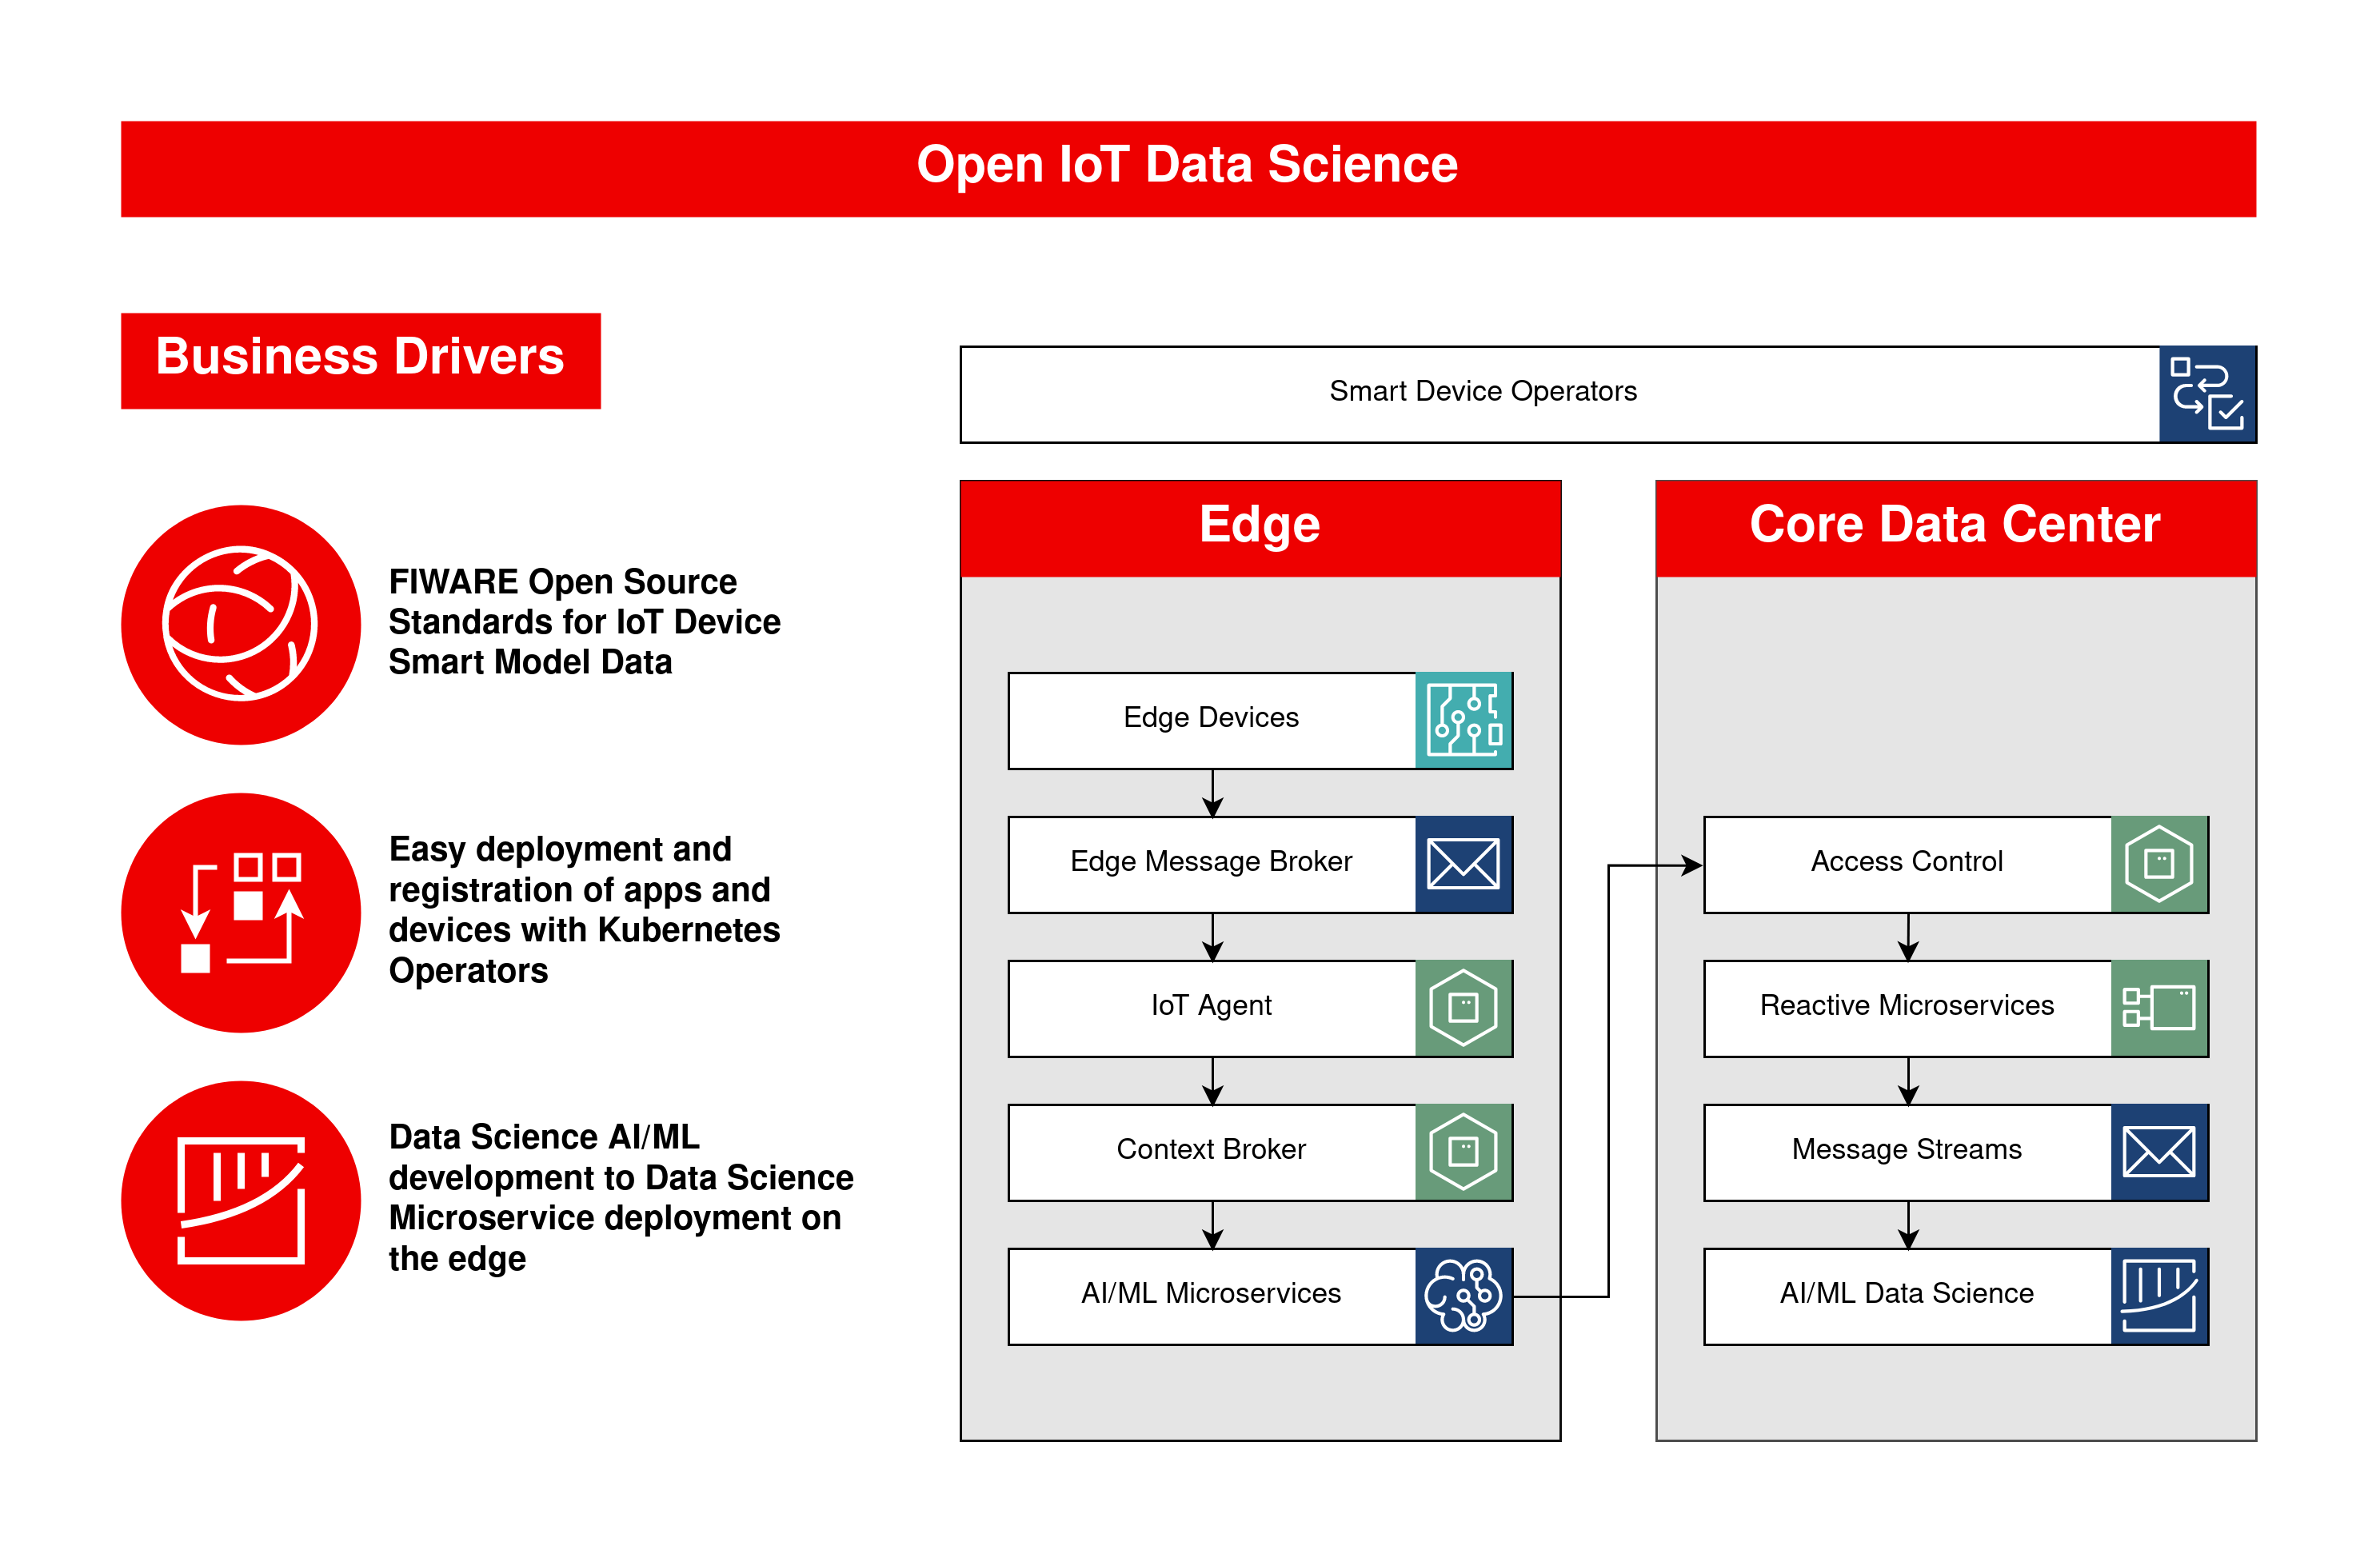 Open IoT Data Science
Business Drivers
FIWARE Open Source
Standards for IoT Device
Smart Model Data
Easy deployment and
registration of apps and
devices with Kubernetes
Operators
Data Science AI/ML
development to Data Science
Microservice deployment on
the edge
Smart Device Operators
Edge
Edge Devices
Edge Message Broker
IoT Agent
Context Broker
AI/ML Microservices
Core Data Center
Access Control
Reactive Microservices
Message Streams
AI/ML Data Science